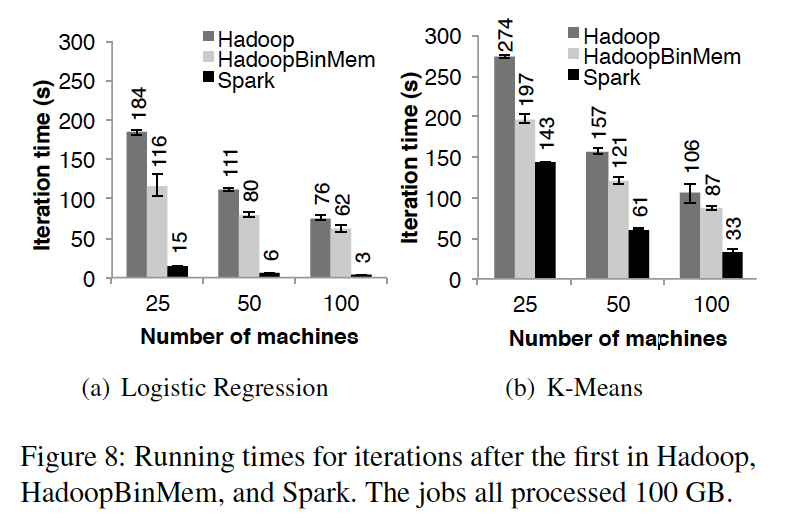 Iteration time (s)
300
250
200
150
100
50
0
Hadoop
HadoopBinMem
Spark
184
116
15
111
80
6
76
62
3
25 50 100
Number of machines
(a) Logistic Regression
Iteration time (s)
300
250
200
150
100
50
0
Hadoop
HadoopBinMem
Spark
274
197
143
157
121
61
106
87
33
25 50 100
Number of machines
(b) K-Means
Figure 8: Running times for iterations after the first in Hadoop,
HadoopBinMem, and Spark. The jobs all processed 100 GB.